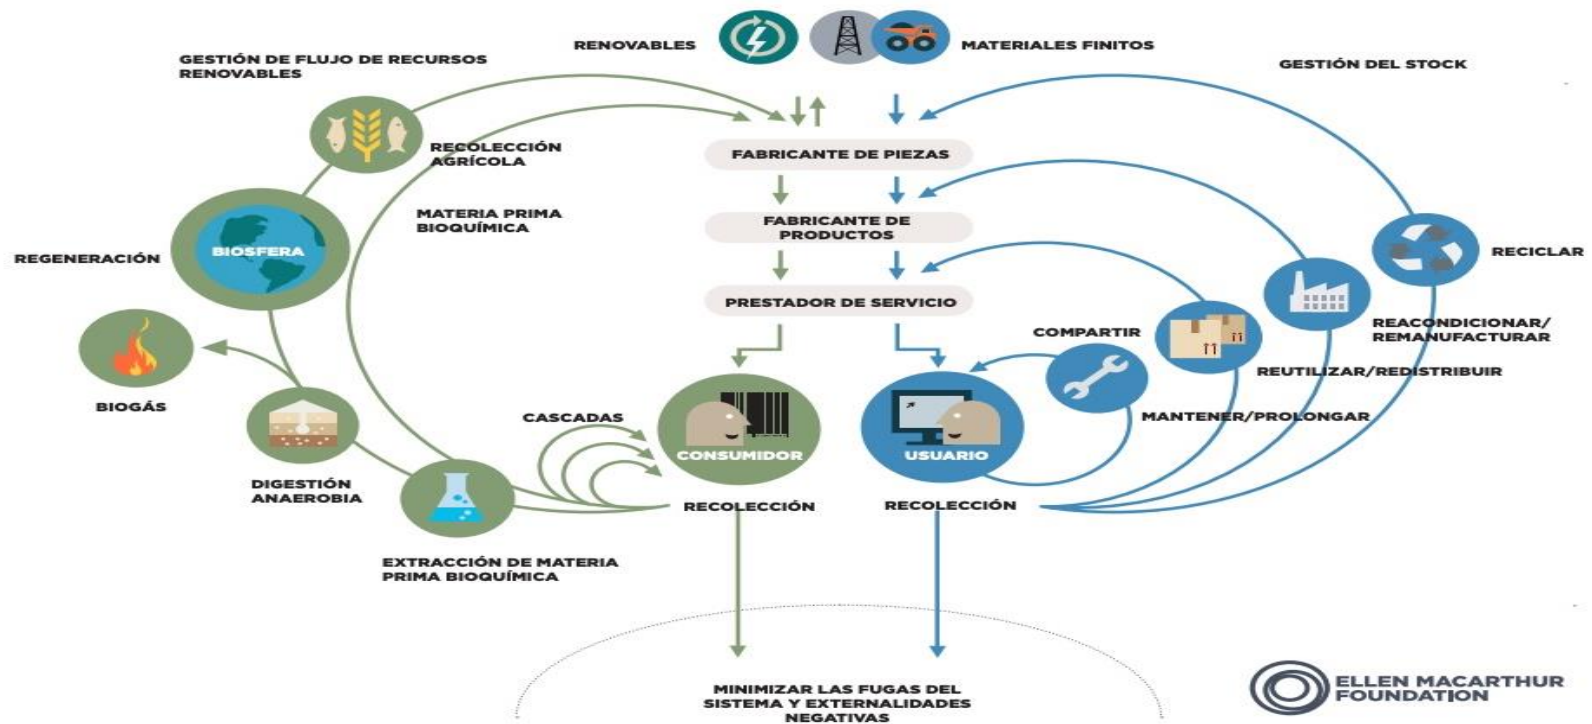 RENOVABLES
MATERIALES FINITOS
GESTIÓN DE FLUJO DE RECURSOS
RENOVABLES
GESTIÓN DEL STOCK
RECOLECCIÓN
AGRÍCOLA
FABRICANTE DE PIEZAS
MATERIA PRIMA
BIOQUÍMICA
FABRICANTE DE
PRODUCTOS
REGENERACIÓN
BIOSFERA
RECICLAR
PRESTADOR DE SERVICIO
COMPARTIR
REACONDICIONAR/
REMANUFACTURAR
REUTILIZAR/REDISTRIBUIR
BIOGÁS
CASCADAS
MANTENER/PROLONGAR
CONSUMIDOR
USUARIO
DIGESTIÓN
ANAEROBIA
RECOLECCIÓN
RECOLECCIÓN
EXTRACCIÓN DE MATERIA
PRIMA BIOQUÍMICA
MINIMIZAR LAS FUGAS DEL
SISTEMA Y EXTERNALIDADES
NEGATIVAS
ELLEN MACARTHUR
FOUNDATION